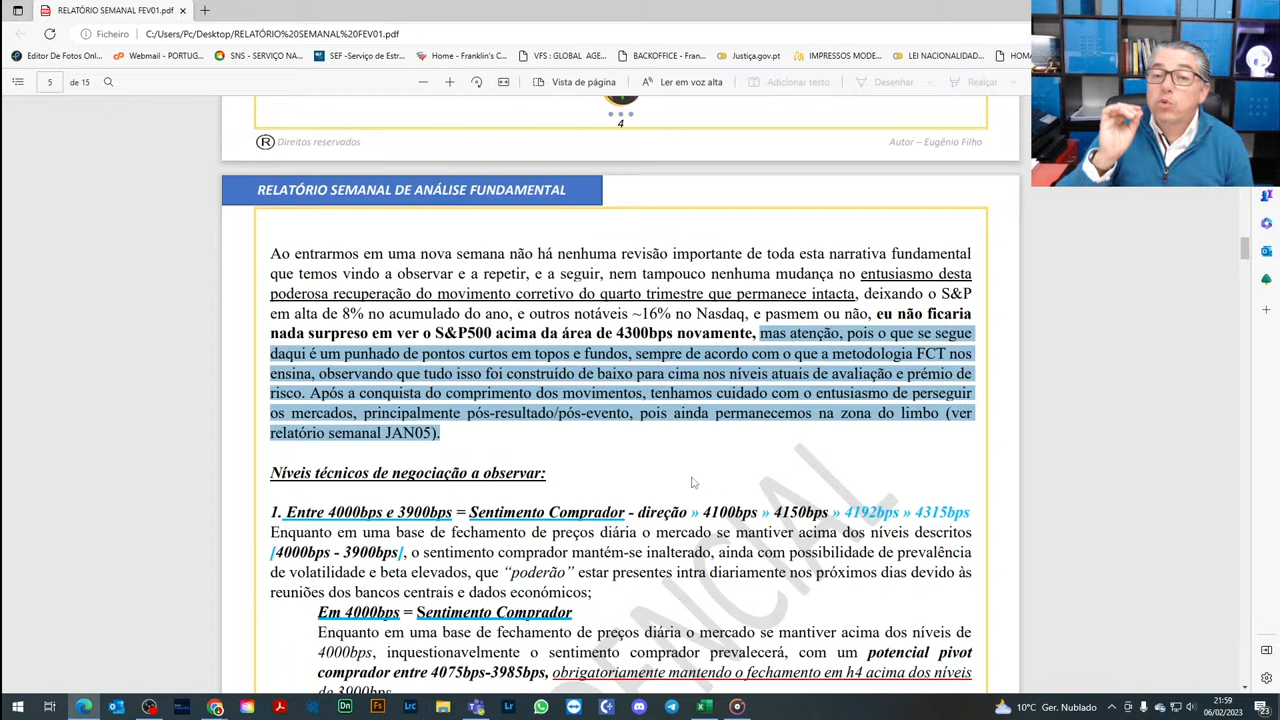 RELATÓRIO SEMANAL FEV01.pdf
Ficheiro
C:/Users/Pc/Desktop/RELATÓRIO%20SEMANAL%20FEV01.pdf
Editor De Fotos Onl...
Webmail - PORTUG...
SNS - SERVIÇO NA...
SEF -Serviço de Estr...
Home - Franklin's C...
VFS : GLOBAL AGE...
BACKOFFICE - Fran...
Justiça.gov.pt
IMPRESSOS MODE...
LEI NACIONALIDAD...
HOMA
5 de 15
Vista de página
Ler em voz alta
Adicionar texto
Desenhar
Realçar
4
R Direitos reservados
Autor – Eugênio Filho
RELATÓRIO SEMANAL DE ANÁLISE FUNDAMENTAL
Ao entrarmos em uma nova semana não há nenhuma revisão importante de toda esta narrativa fundamental
que temos vindo a observar e a repetir, e a seguir, nem tampouco nenhuma mudança no entusiasmo desta
poderosa recuperação do movimento corretivo do quarto trimestre que permanece intacta, deixando o S&P
em alta de 8% no acumulado do ano, e outros notáveis ~16% no Nasdaq, e pasmem ou não, eu não ficaria
nada surpreso em ver o S&P500 acima da área de 4300bps novamente, mas atenção, pois o que se segue
daqui é um punhado de pontos curtos em topos e fundos, sempre de acordo com o que a metodologia FCT nos
ensina, observando que tudo isso foi construído de baixo para cima nos níveis atuais de avaliação e prémio de
risco. Após a conquista do comprimento dos movimentos, tenhamos cuidado com o entusiasmo de perseguir
os mercados, principalmente pós-resultado/pós-evento, pois ainda permanecemos na zona do limbo (ver
relatório semanal JAN05).
Níveis técnicos de negociação a observar:
1. Entre 4000bps e 3900bps = Sentimento Comprador - direção » 4100bps » 4150bps » 4192bps » 4315bps
Enquanto em uma base de fechamento de preços diária o mercado se mantiver acima dos níveis descritos
[4000bps - 3900bps], o sentimento comprador mantém-se inalterado, ainda com possibilidade de prevalência
de volatilidade e beta elevados, que “poderão” estar presentes intra diariamente nos próximos dias devido às
reuniões dos bancos centrais e dados económicos;
Em 4000bps = Sentimento Comprador
Enquanto em uma base de fechamento de preços diária o mercado se mantiver acima dos níveis de
4000bps, inquestionavelmente o sentimento comprador prevalecerá, com um potencial pivot
comprador entre 4075bps-3985bps, obrigatoriamente mantendo o fechamento em h4 acima dos níveis
de 3900bps
10°C Ger. Nublado
21:59
06/02/2023